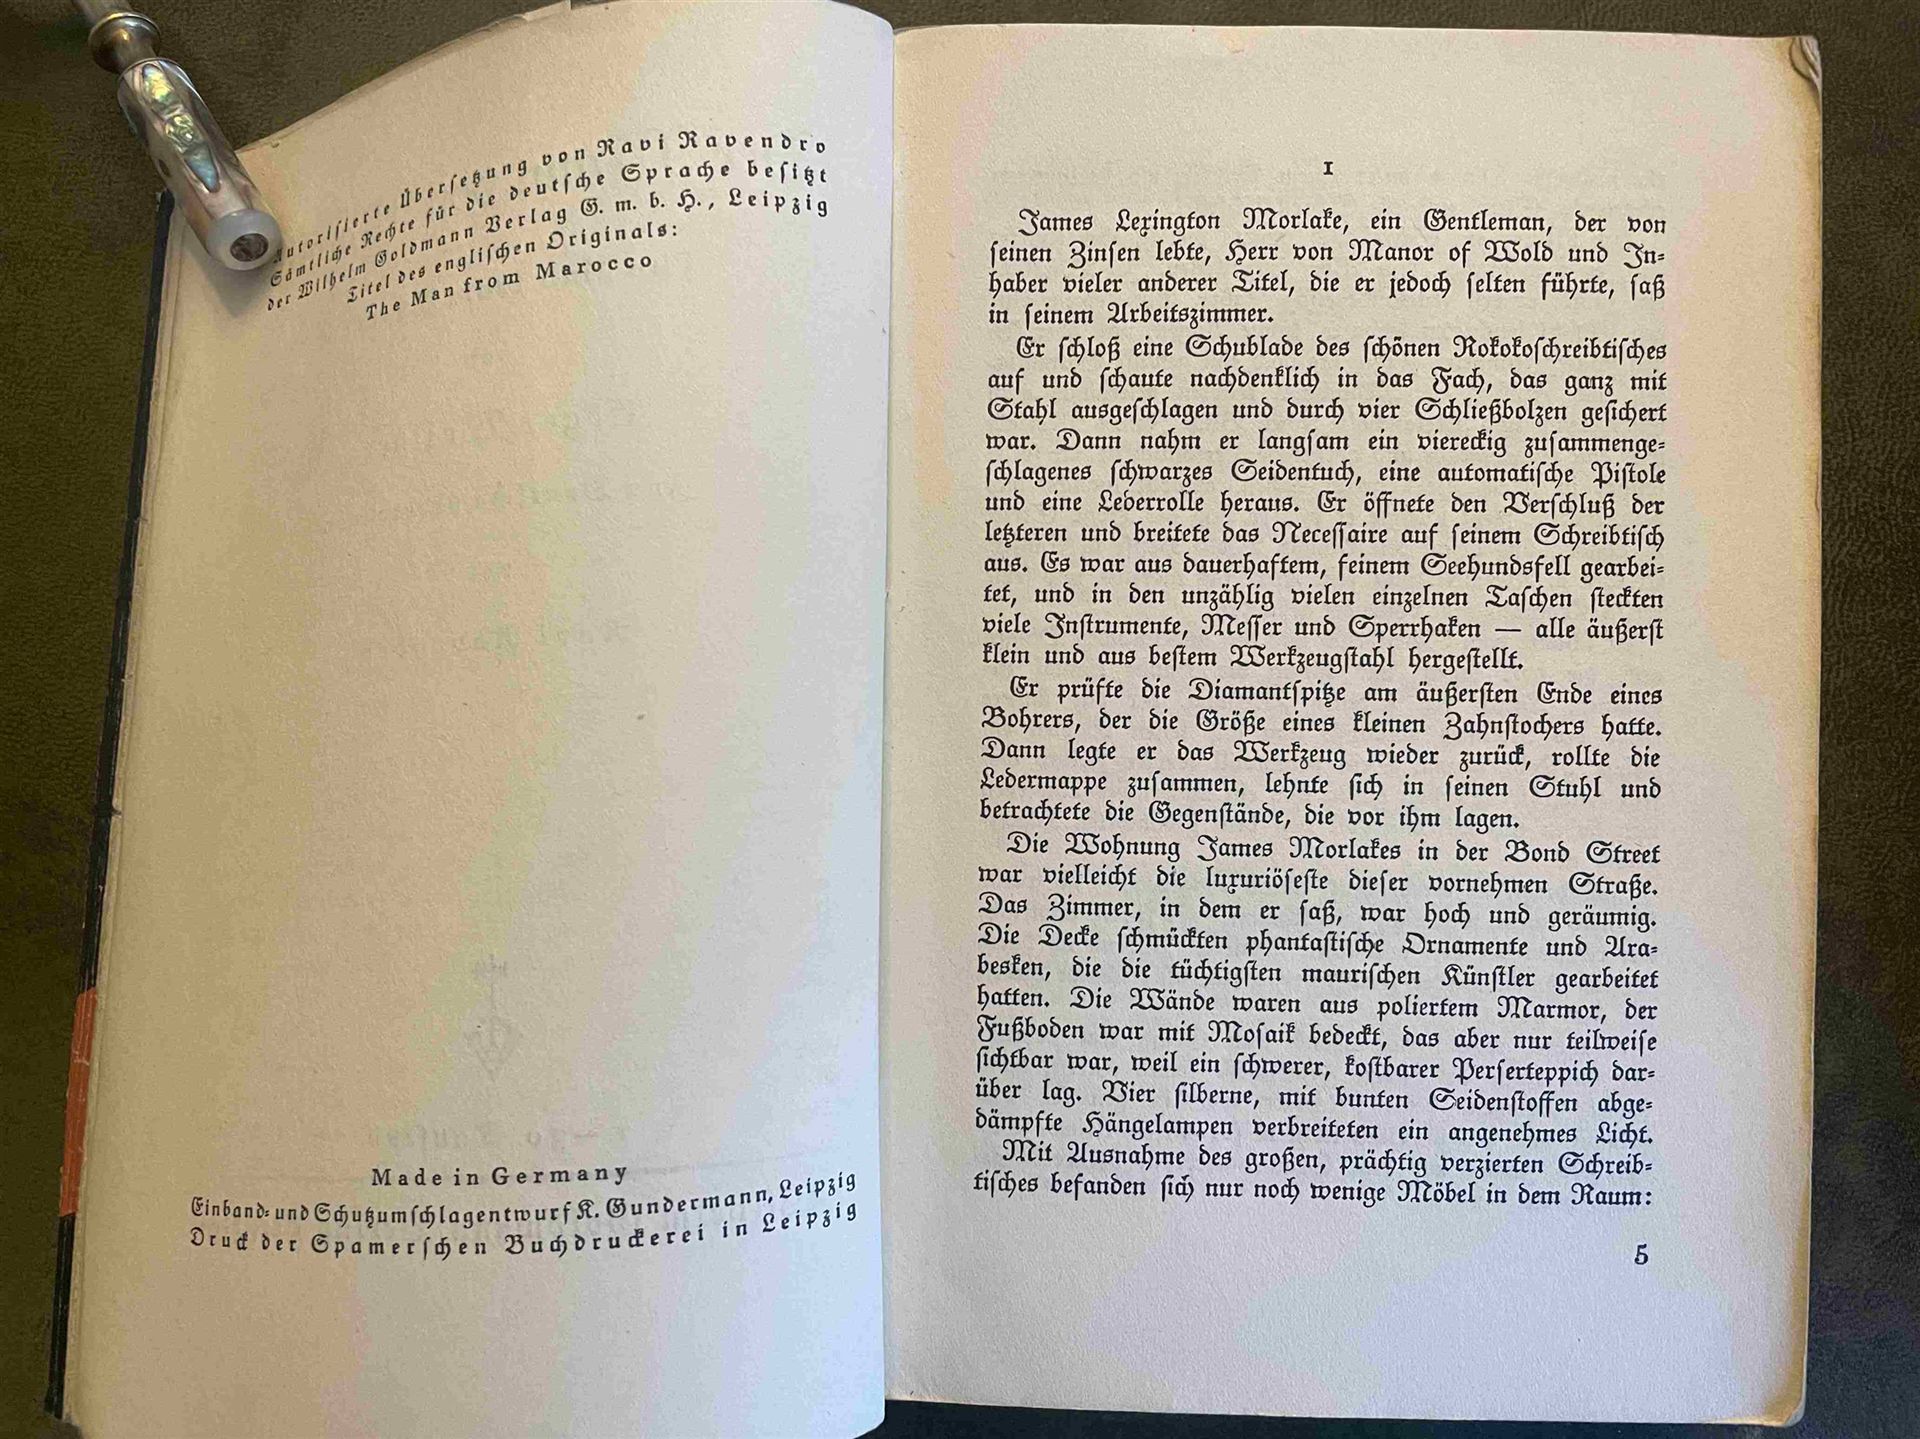 Autorisierte Übersetzung von Ravi Ravendro
Sämtliche Rechte für die deutsche Sprache besitzt
der Wilhelm Goldmann Verlag G. m. b. H., Leipzig
Titel des englischen Originals:
The Man from Marocco
Made in Germany
Einband- und Schutzumschlagentwurf K. Gundermann, Leipzig
Druck der Spamerschen Buchdruckerei in Leipzig
1
James Lexington Morlake, ein Gentleman, der von
seinen Zinsen lebte, Herr von Manor of Wold und In-
haber vieler anderer Titel, die er jedoch selten führte, saß
in seinem Arbeitszimmer.
Er schloß eine Schublade des schönen Rokokoschreibtisches
auf und schaute nachdenklich in das Fach, das ganz mit
Stahl ausgeschlagen und durch vier Schließbolzen gesichert
war. Dann nahm er langsam ein viereckig zusammenge-
schlagenes schwarzes Seidentuch, eine automatische Pistole
und eine Lederrolle heraus. Er öffnete den Verschluß der
letzteren und breitete das Necessaire auf seinem Schreibtisch
aus. Es war aus dauerhaftem, feinem Seehundsfell gearbei-
tet, und in den unzählig vielen einzelnen Taschen steckten
viele Instrumente, Messer und Sperrhaken — alle äußerst
klein und aus bestem Werkzeugstahl hergestellt.
Er prüfte die Diamantspitze am äußersten Ende eines
Bohrers, der die Größe eines kleinen Zahnstochers hatte.
Dann legte er das Werkzeug wieder zurück, rollte die
Ledermappe zusammen, lehnte sich in seinen Stuhl und
betrachtete die Gegenstände, die vor ihm lagen.
Die Wohnung James Morlakes in der Bond Street
war vielleicht die luxuriöseste dieser vornehmen Straße.
Das Zimmer, in dem er saß, war hoch und geräumig.
Die Decke schmückten phantastische Ornamente und Ara-
besken, die die tüchtigsten maurischen Künstler gearbeitet
hatten. Die Wände waren aus poliertem Marmor, der
Fußboden war mit Mosaik bedeckt, das aber nur teilweise
sichtbar war, weil ein schwerer, kostbarer Perserteppich dar-
über lag. Vier silberne, mit bunten Seidenstoffen abge-
dämpfte Hängelampen verbreiteten ein angenehmes Licht.
Mit Ausnahme des großen, prächtig verzierten Schreib-
tisches befanden sich nur noch wenige Möbel in dem Raum:
5